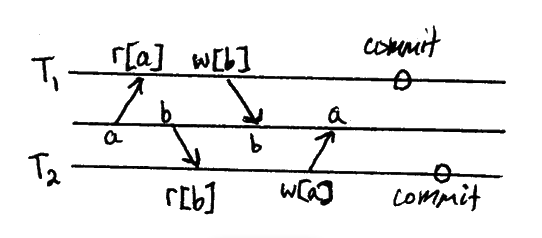 commit
r[a] w[b]
T₁
b a
a b
T₂
r[b] w[a] commit